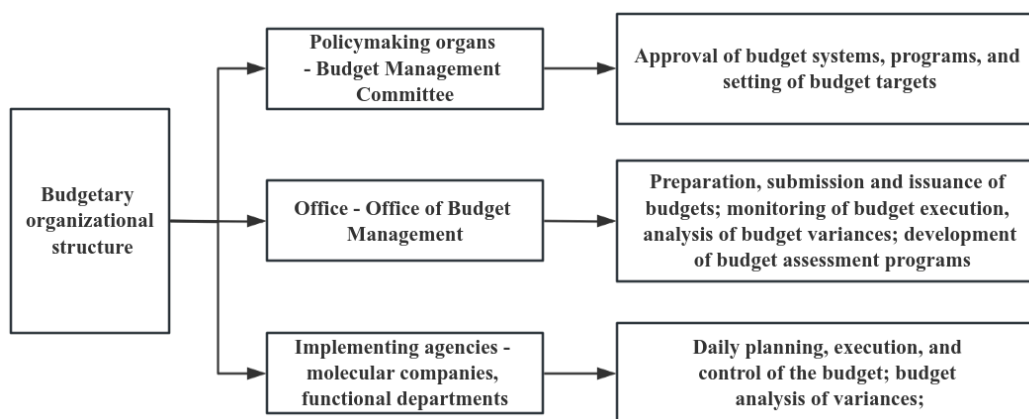 Budgetary
organizational
structure
Policymaking organs
- Budget Management
Committee
Approval of budget systems, programs, and
setting of budget targets
Office - Office of Budget
Management
Preparation, submission and issuance of
budgets; monitoring of budget execution,
analysis of budget variances; development
of budget assessment programs
Implementing agencies -
molecular companies,
functional departments
Daily planning, execution, and
control of the budget; budget
analysis of variances;